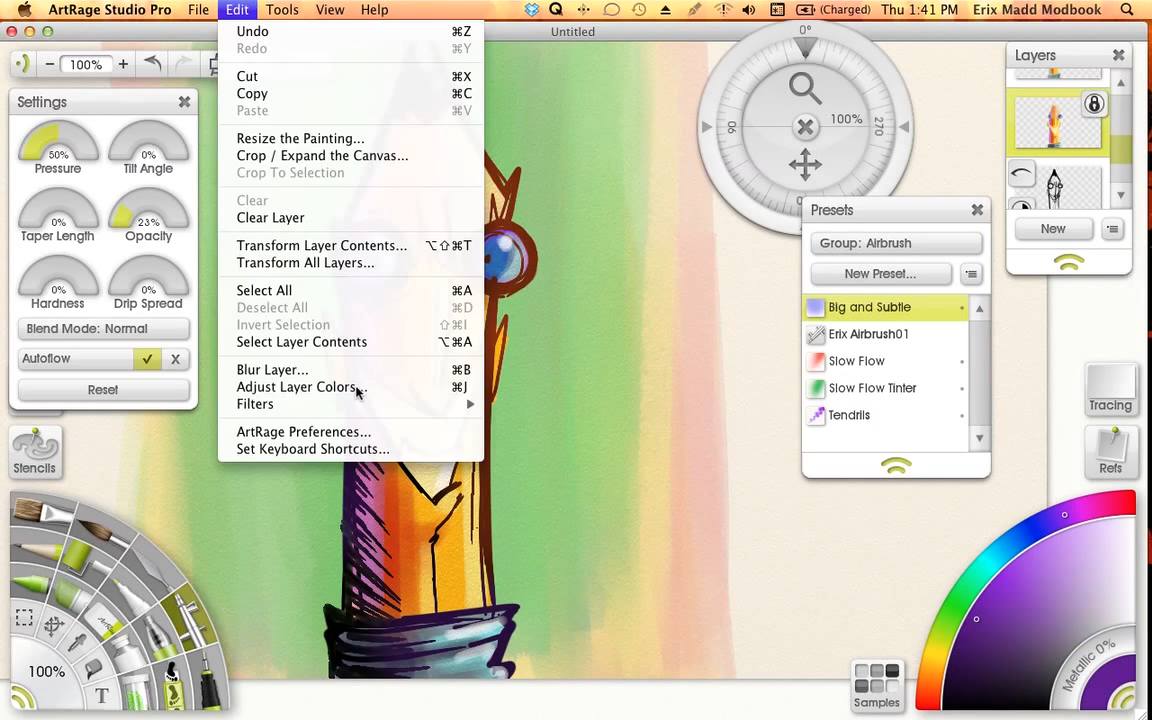 ArtRage Studio Pro File Edit Tools View Help (Charged) Thu 1:41 PM Erix Madd Modbook
Untitled
100%
Settings
50% 0%
Pressure Tilt Angle
0% 23%
Taper Length Opacity
0% 0%
Hardness Drip Spread
Blend Mode: Normal
Autoflow ✓ X
Reset
Stencils
100%
T
Undo ⌘Z
Redo ⌘Y
Cut ⌘X
Copy ⌘C
Paste ⌘V
Resize the Painting...
Crop / Expand the Canvas...
Crop To Selection
Clear
Clear Layer
Transform Layer Contents... ⌥⇧⌘T
Transform All Layers...
Select All ⌘A
Deselect All ⌘D
Invert Selection ⇧⌘I
Select Layer Contents ⌥⌘A
Blur Layer... ⌘B
Adjust Layer Colors... ⌘J
Filters
ArtRage Preferences...
Set Keyboard Shortcuts...
0°
90 100% 270
Presets
Group: Airbrush
New Preset...
Big and Subtle
Erix Airbrush01
Slow Flow
Slow Flow Tinter
Tendrils
Layers
New
Tracing
Refs
Metallic 0%
Samples